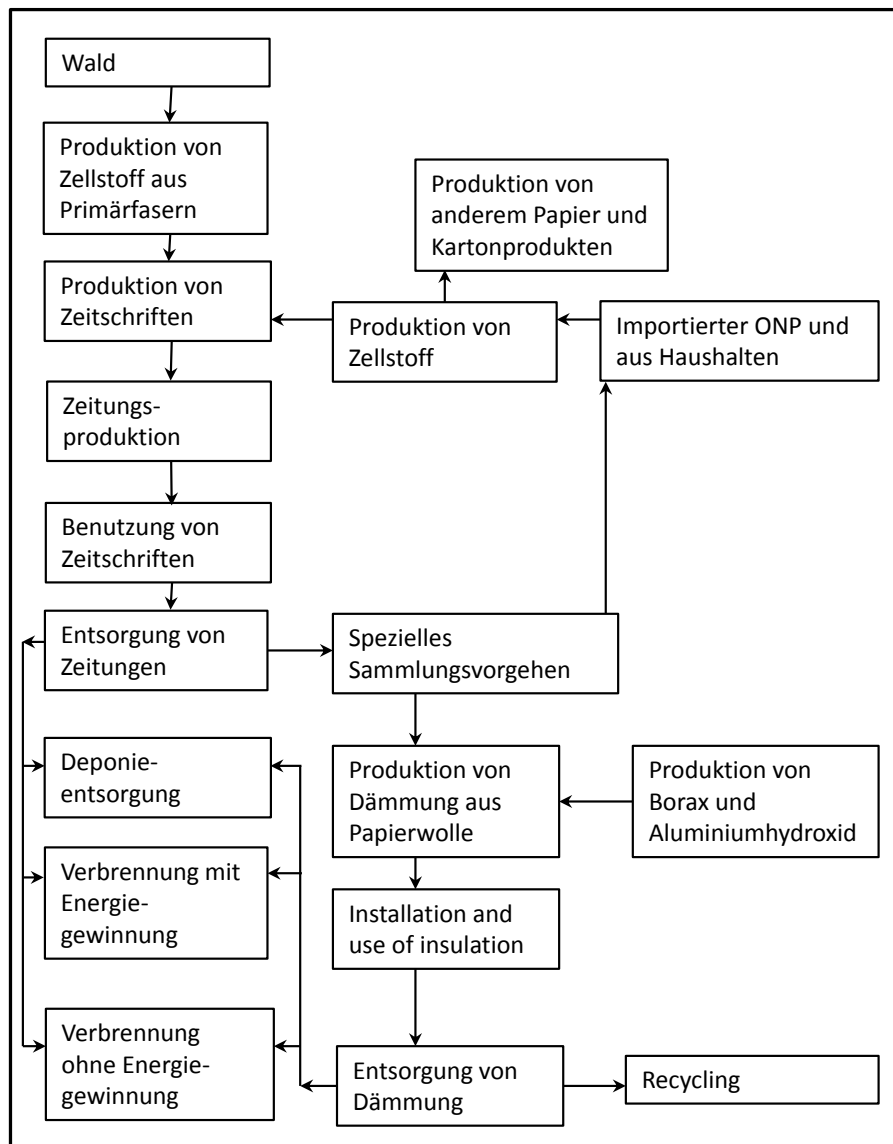 Wald
Produktion von
Zellstoff aus
Primärfasern
Produktion von
anderem Papier und
Kartonprodukten
Produktion von
Zeitschriften
Produktion von
Zellstoff
Importierter ONP und
aus Haushalten
Zeitungs-
produktion
Benutzung von
Zeitschriften
Entsorgung von
Zeitungen
Spezielles
Sammlungsvorgehen
Deponie-
entsorgung
Produktion von
Dämmung aus
Papierwolle
Produktion von
Borax und
Aluminiumhydroxid
Verbrennung mit
Energie-
gewinnung
Installation and
use of insulation
Verbrennung
ohne Energie-
gewinnung
Entsorgung von
Dämmung
Recycling